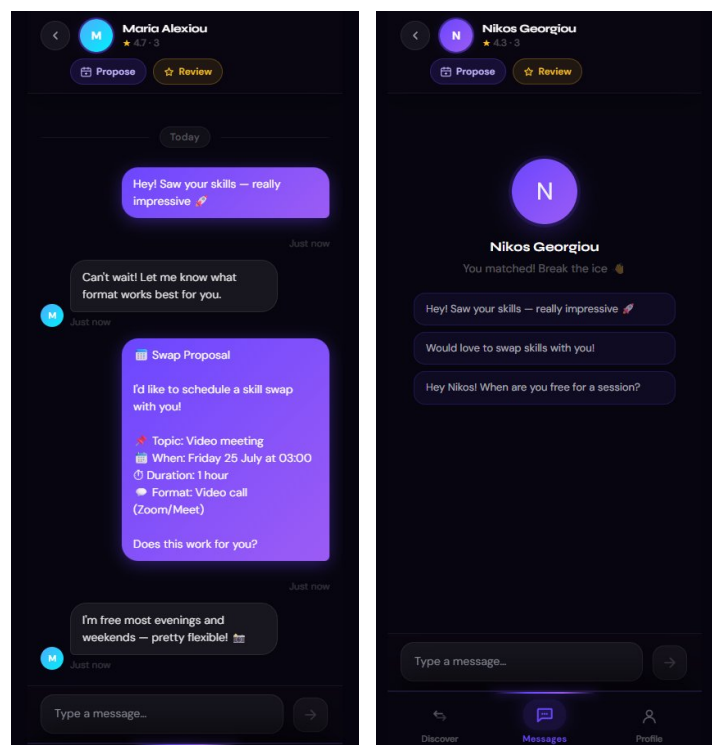 Maria Alexiou
★ 4.7 · 3
Propose
Review
Today
Hey! Saw your skills — really
impressive 🚀
Just now
Can't wait! Let me know what
format works best for you.
M
Just now
🗓️ Swap Proposal
I'd like to schedule a skill swap
with you!
📌 Topic: Video meeting
🗓️ When: Friday 25 July at 03:00
⏱ Duration: 1 hour
💬 Format: Video call
(Zoom/Meet)
Does this work for you?
Just now
I'm free most evenings and
weekends — pretty flexible! 📸
M
Just now
Type a message...
M
Nikos Georgiou
★ 4.3 · 3
N
Propose
Review
N
Nikos Georgiou
You matched! Break the ice 👋
Hey! Saw your skills — really impressive 🚀
Would love to swap skills with you!
Hey Nikos! When are you free for a session?
Type a message...
Discover
Messages
Profile